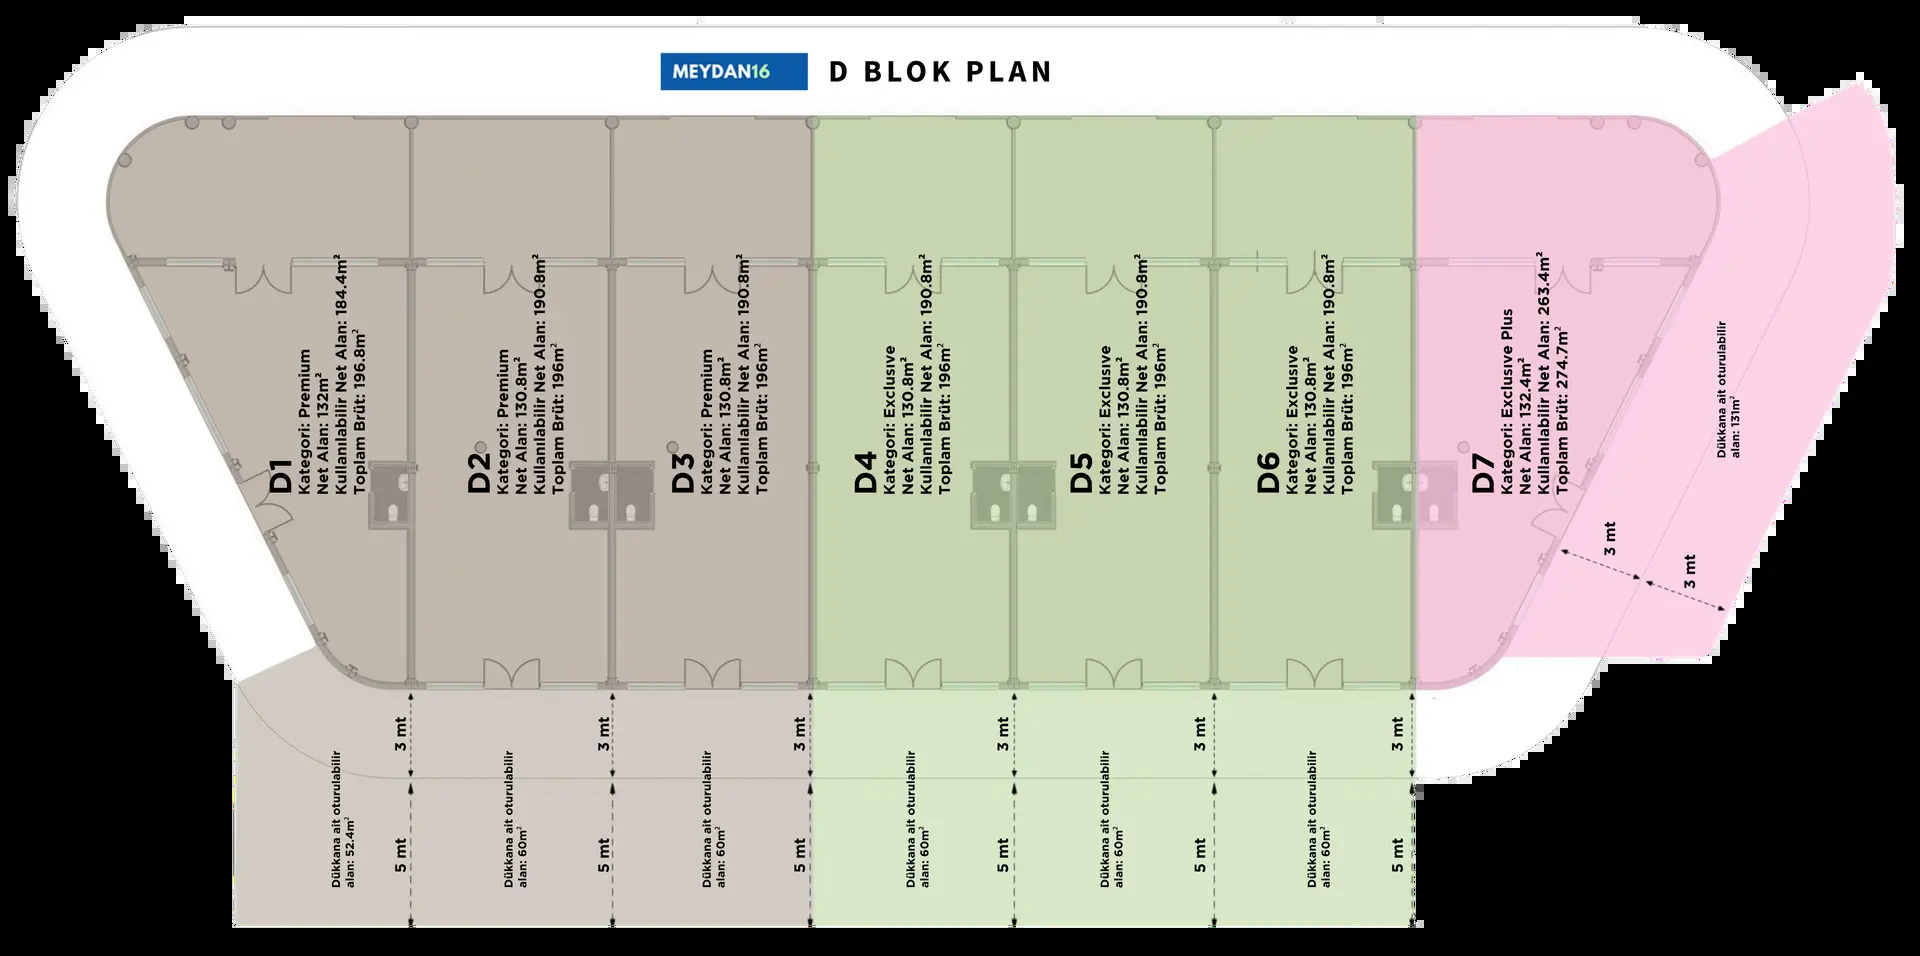 MEYDAN16
D BLOK PLAN
D1
Kategori: Premium
Net Alan: 132m²
Kullanılabilir Net Alan: 184.4m²
Toplam Brüt: 196.8m²
D2
Kategori: Premium
Net Alan: 130.8m²
Kullanılabilir Net Alan: 190.8m²
Toplam Brüt: 196m²
D3
Kategori: Premium
Net Alan: 130.8m²
Kullanılabilir Net Alan: 190.8m²
Toplam Brüt: 196m²
D4
Kategori: Exclusıve
Net Alan: 130.8m²
Kullanılabilir Net Alan: 190.8m²
Toplam Brüt: 196m²
D5
Kategori: Exclusıve
Net Alan: 130.8m²
Kullanılabilir Net Alan: 190.8m²
Toplam Brüt: 196m²
D6
Kategori: Exclusıve
Net Alan: 130.8m²
Kullanılabilir Net Alan: 190.8m²
Toplam Brüt: 196m²
D7
Kategori: Exclusive Plus
Net Alan: 132.4m²
Kullanılabilir Net Alan: 263.4m²
Toplam Brüt: 274.7m²
Dükkana ait oturulabilir
alan: 131m²
3 mt
3 mt
3 mt
3 mt
3 mt
3 mt
3 mt
3 mt
Dükkana ait oturulabilir
alan: 52.4m²
5 mt
Dükkana ait oturulabilir
alan: 60m²
5 mt
Dükkana ait oturulabilir
alan: 60m²
5 mt
Dükkana ait oturulabilir
alan: 60m²
5 mt
Dükkana ait oturulabilir
alan: 60m²
5 mt
Dükkana ait oturulabilir
alan: 60m²
5 mt